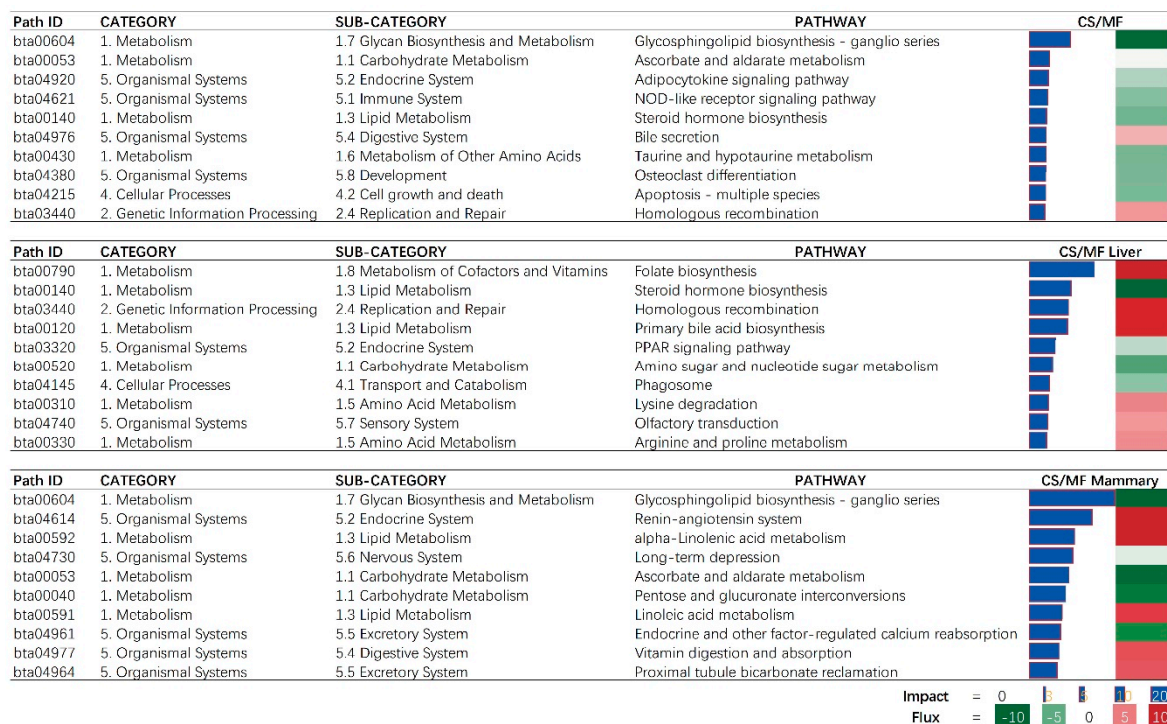 Path ID CATEGORY SUB-CATEGORY PATHWAY CS/MF
bta00604 1. Metabolism 1.7 Glycan Biosynthesis and Metabolism Glycosphingolipid biosynthesis - ganglio series
bta00053 1. Metabolism 1.1 Carbohydrate Metabolism Ascorbate and aldarate metabolism
bta04920 5. Organismal Systems 5.2 Endocrine System Adipocytokine signaling pathway
bta04621 5. Organismal Systems 5.1 Immune System NOD-like receptor signaling pathway
bta00140 1. Metabolism 1.3 Lipid Metabolism Steroid hormone biosynthesis
bta04976 5. Organismal Systems 5.4 Digestive System Bile secretion
bta00430 1. Metabolism 1.6 Metabolism of Other Amino Acids Taurine and hypotaurine metabolism
bta04380 5. Organismal Systems 5.8 Development Osteoclast differentiation
bta04215 4. Cellular Processes 4.2 Cell growth and death Apoptosis - multiple species
bta03440 2. Genetic Information Processing 2.4 Replication and Repair Homologous recombination
Path ID CATEGORY SUB-CATEGORY PATHWAY CS/MF Liver
bta00790 1. Metabolism 1.8 Metabolism of Cofactors and Vitamins Folate biosynthesis
bta00140 1. Metabolism 1.3 Lipid Metabolism Steroid hormone biosynthesis
bta03440 2. Genetic Information Processing 2.4 Replication and Repair Homologous recombination
bta00120 1. Metabolism 1.3 Lipid Metabolism Primary bile acid biosynthesis
bta03320 5. Organismal Systems 5.2 Endocrine System PPAR signaling pathway
bta00520 1. Metabolism 1.1 Carbohydrate Metabolism Amino sugar and nucleotide sugar metabolism
bta04145 4. Cellular Processes 4.1 Transport and Catabolism Phagosome
bta00310 1. Metabolism 1.5 Amino Acid Metabolism Lysine degradation
bta04740 5. Organismal Systems 5.7 Sensory System Olfactory transduction
bta00330 1. Metabolism 1.5 Amino Acid Metabolism Arginine and proline metabolism
Path ID CATEGORY SUB-CATEGORY PATHWAY CS/MF Mammary
bta00604 1. Metabolism 1.7 Glycan Biosynthesis and Metabolism Glycosphingolipid biosynthesis - ganglio series
bta04614 5. Organismal Systems 5.2 Endocrine System Renin-angiotensin system
bta00592 1. Metabolism 1.3 Lipid Metabolism alpha-Linolenic acid metabolism
bta04730 5. Organismal Systems 5.6 Nervous System Long-term depression
bta00053 1. Metabolism 1.1 Carbohydrate Metabolism Ascorbate and aldarate metabolism
bta00040 1. Metabolism 1.1 Carbohydrate Metabolism Pentose and glucuronate interconversions
bta00591 1. Metabolism 1.3 Lipid Metabolism Linoleic acid metabolism
bta04961 5. Organismal Systems 5.5 Excretory System Endocrine and other factor-regulated calcium reabsorption
bta04977 5. Organismal Systems 5.4 Digestive System Vitamin digestion and absorption
bta04964 5. Organismal Systems 5.5 Excretory System Proximal tubule bicarbonate reclamation
Impact = 0 10 20
Flux = -10 -5 0 5 10